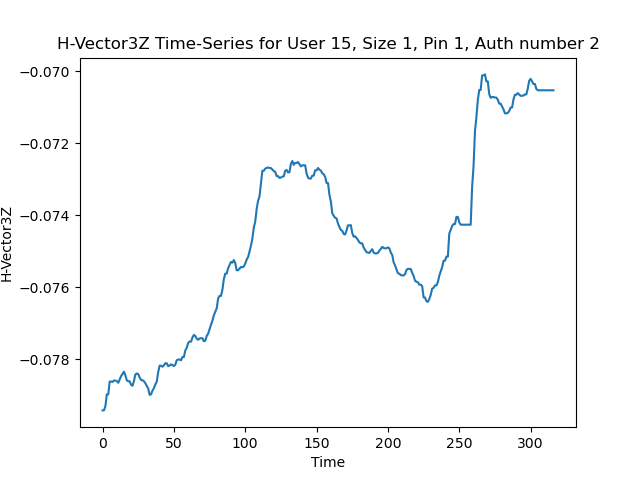 H-Vector3Z Time-Series for User 15, Size 1, Pin 1, Auth number 2
−0.070
−0.072
−0.074
−0.076
−0.078
H-Vector3Z
0 50 100 150 200 250 300
Time